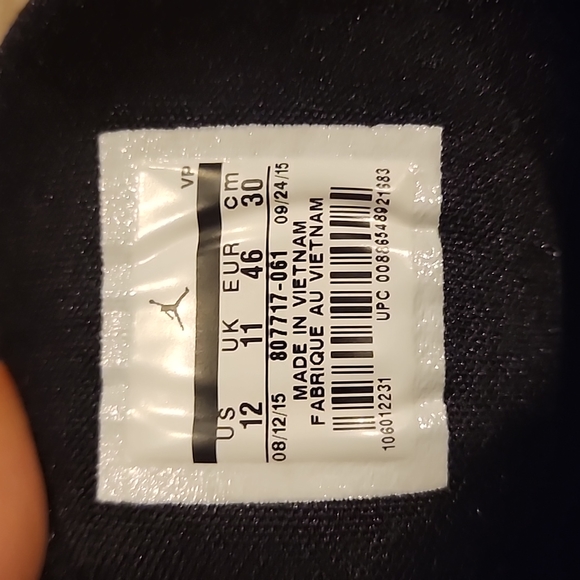 VP
US UK EUR cm
12 11 46 30
08/12/15 807717-061 09/24/15
MADE IN VIETNAM
FABRIQUE AU VIETNAM
106012231 UPC 00886548921683